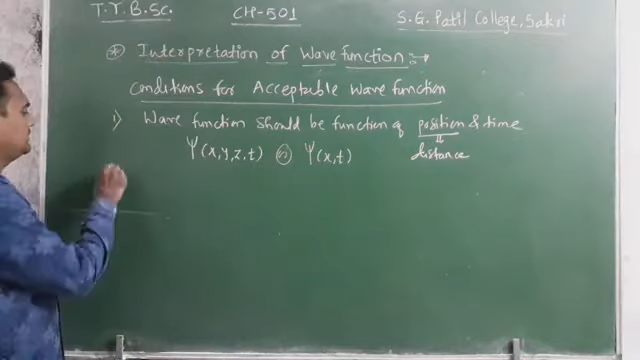 T.Y.B.Sc. CH-501 S.G. Patil College, Sakri
* Interpretation of Wave function :→
Conditions for Acceptable Wave function
1) Wave function should be function of position & time
Ψ(x,y,z,t) Ψ(x,t) distance